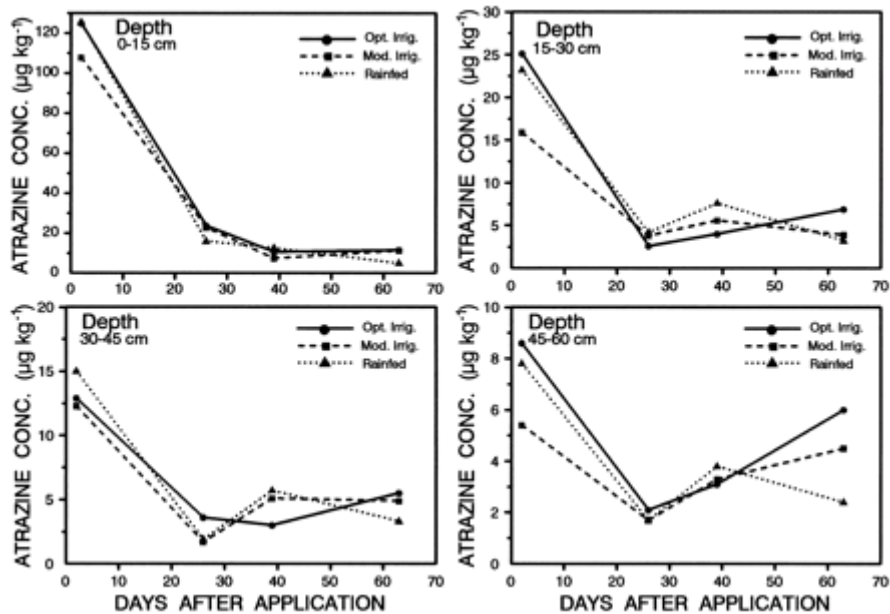 ATRAZINE CONC. (µg kg⁻¹)
120
100
80
60
40
20
0
Depth
0-15 cm
Opt. Irrig.
Mod. Irrig.
Rainfed
0 10 20 30 40 50 60 70
ATRAZINE CONC. (µg kg⁻¹)
30
25
20
15
10
5
0
Depth
15-30 cm
Opt. Irrig.
Mod. Irrig.
Rainfed
0 10 20 30 40 50 60 70
ATRAZINE CONC. (µg kg⁻¹)
20
15
10
5
0
Depth
30-45 cm
Opt. Irrig.
Mod. Irrig.
Rainfed
0 10 20 30 40 50 60 70
DAYS AFTER APPLICATION
ATRAZINE CONC. (µg kg⁻¹)
10
8
6
4
2
0
Depth
45-60 cm
Opt. Irrig.
Mod. Irrig.
Rainfed
0 10 20 30 40 50 60 70
DAYS AFTER APPLICATION